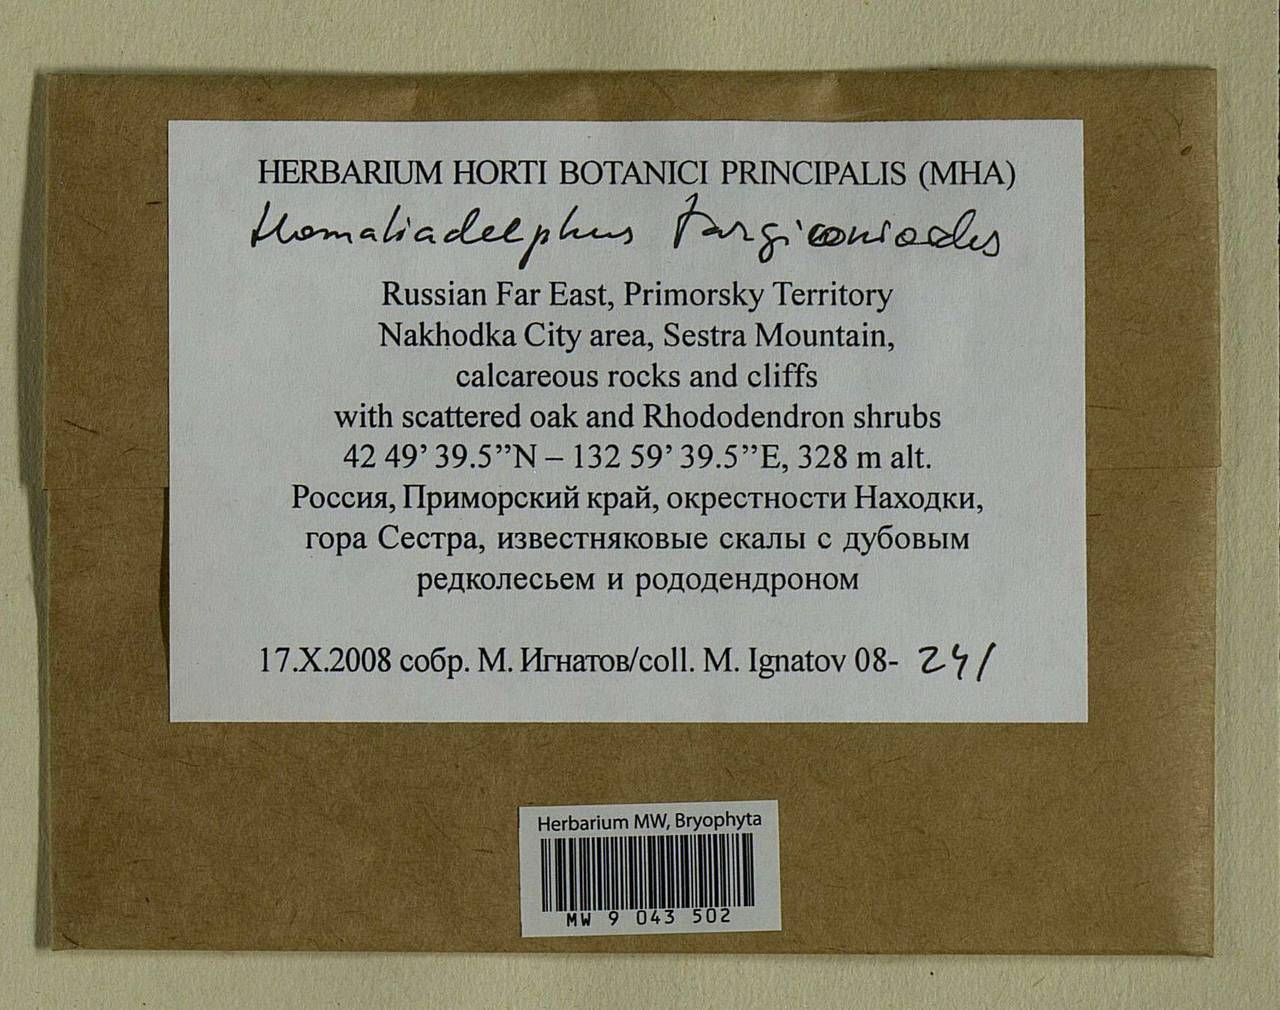 HERBARIUM HORTI BOTANICI PRINCIPALIS (MHA)
Homaliadelphus targionioides
Russian Far East, Primorsky Territory
Nakhodka City area, Sestra Mountain,
calcareous rocks and cliffs
with scattered oak and Rhododendron shrubs
42 49’ 39.5”N – 132 59’ 39.5”E, 328 m alt.
Россия, Приморский край, окрестности Находки,
гора Сестра, известняковые скалы с дубовым
редколесьем и рододендроном
17.X.2008 собр. М. Игнатов/coll. M. Ignatov 08- 241
Herbarium MW, Bryophyta
MW 9 043 502